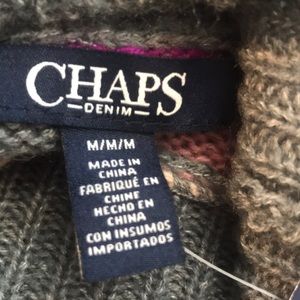 CHAPS
DENIM
M/M/M
MADE IN
CHINA
FABRIQUÉ EN
CHINE
HECHO EN
CHINA
CON INSUMOS
IMPORTADOS